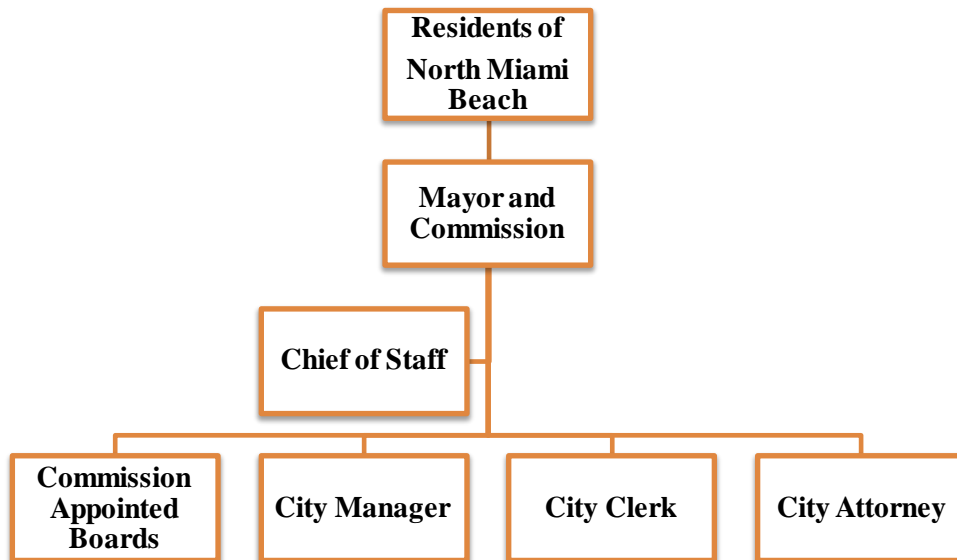 Residents of
North Miami
Beach
Mayor and
Commission
Chief of Staff
Commission
Appointed
Boards
City Manager
City Clerk
City Attorney